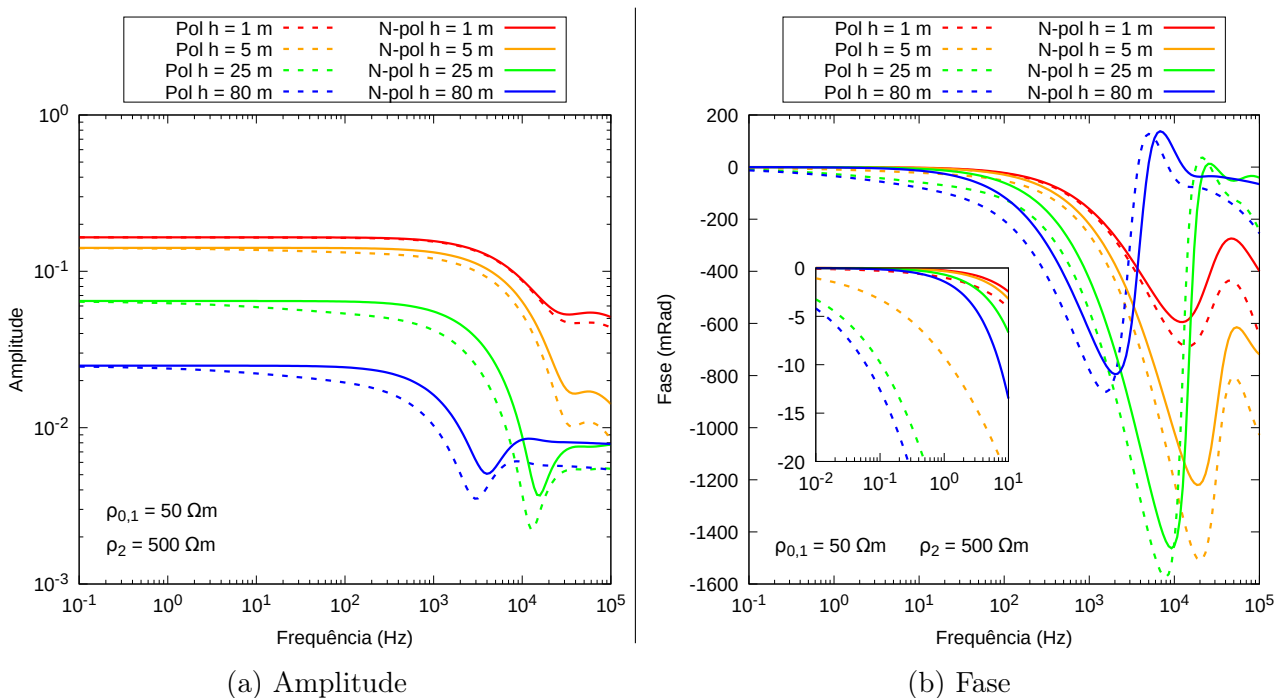 Pol h = 1 m N-pol h = 1 m
Pol h = 5 m N-pol h = 5 m
Pol h = 25 m N-pol h = 25 m
Pol h = 80 m N-pol h = 80 m
10^0
10^-1
10^-2
10^-3
Amplitude
ρ0,1 = 50 Ωm
ρ2 = 500 Ωm
10^-1 10^0 10^1 10^2 10^3 10^4 10^5
Frequência (Hz)
(a) Amplitude
Pol h = 1 m N-pol h = 1 m
Pol h = 5 m N-pol h = 5 m
Pol h = 25 m N-pol h = 25 m
Pol h = 80 m N-pol h = 80 m
200
0
-200
-400
-600
-800
-1000
-1200
-1400
-1600
Fase (mRad)
0
-5
-10
-15
-20
10^-2 10^-1 10^0 10^1
ρ0,1 = 50 Ωm ρ2 = 500 Ωm
10^-1 10^0 10^1 10^2 10^3 10^4 10^5
Frequência (Hz)
(b) Fase